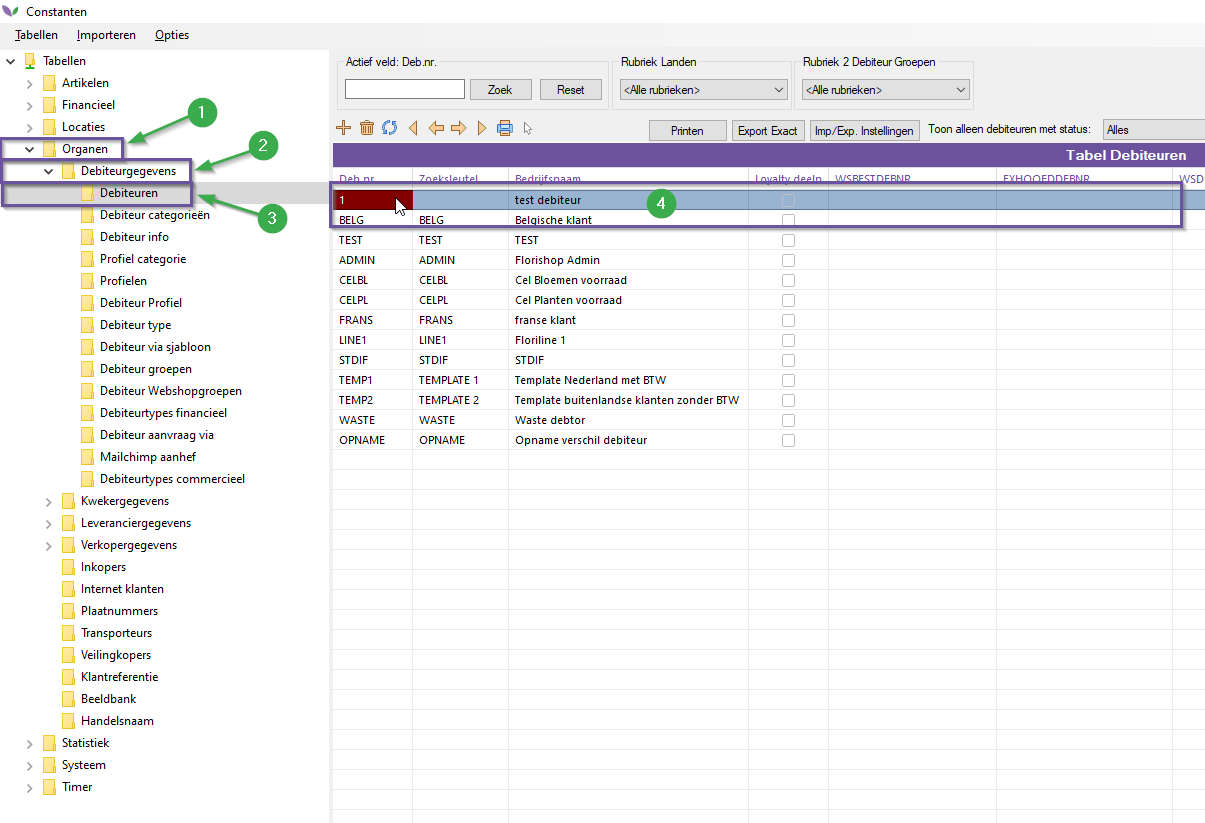 Constanten
Tabellen Importeren Opties
Tabellen
Artikelen
Financieel
Locaties
Organen
Debiteurgegevens
Debiteuren
Debiteur categorieën
Debiteur info
Profiel categorie
Profielen
Debiteur Profiel
Debiteur type
Debiteur via sjabloon
Debiteur groepen
Debiteur Webshopgroepen
Debiteurtypes financieel
Debiteur aanvraag via
Mailchimp aanhef
Debiteurtypes commercieel
Kwekergegevens
Leveranciergegevens
Verkopergegevens
Inkopers
Internet klanten
Plaatnummers
Transporteurs
Veilingkopers
Klantreferentie
Beeldbank
Handelsnaam
Statistiek
Systeem
Timer
1
2
3
Actief veld: Deb.nr. Rubriek Landen Rubriek 2 Debiteur Groepen
Zoek Reset <Alle rubrieken> <Alle rubrieken>
Printen Export Exact Imp/Exp. Instellingen Toon alleen debiteuren met status: Alles
Tabel Debiteuren
Deb.nr. Zoeksleutel Bedrijfsnaam Loyalty deeln WSBESTDEBNR FXHOOFDDEBNR WSD
1 test debiteur 4
BELG BELG Belgische klant
TEST TEST TEST
ADMIN ADMIN Florishop Admin
CELBL CELBL Cel Bloemen voorraad
CELPL CELPL Cel Planten voorraad
FRANS FRANS franse klant
LINE1 LINE1 Floriline 1
STDIF STDIF STDIF
TEMP1 TEMPLATE 1 Template Nederland met BTW
TEMP2 TEMPLATE 2 Template buitenlandse klanten zonder BTW
WASTE WASTE Waste debtor
OPNAME OPNAME Opname verschil debiteur